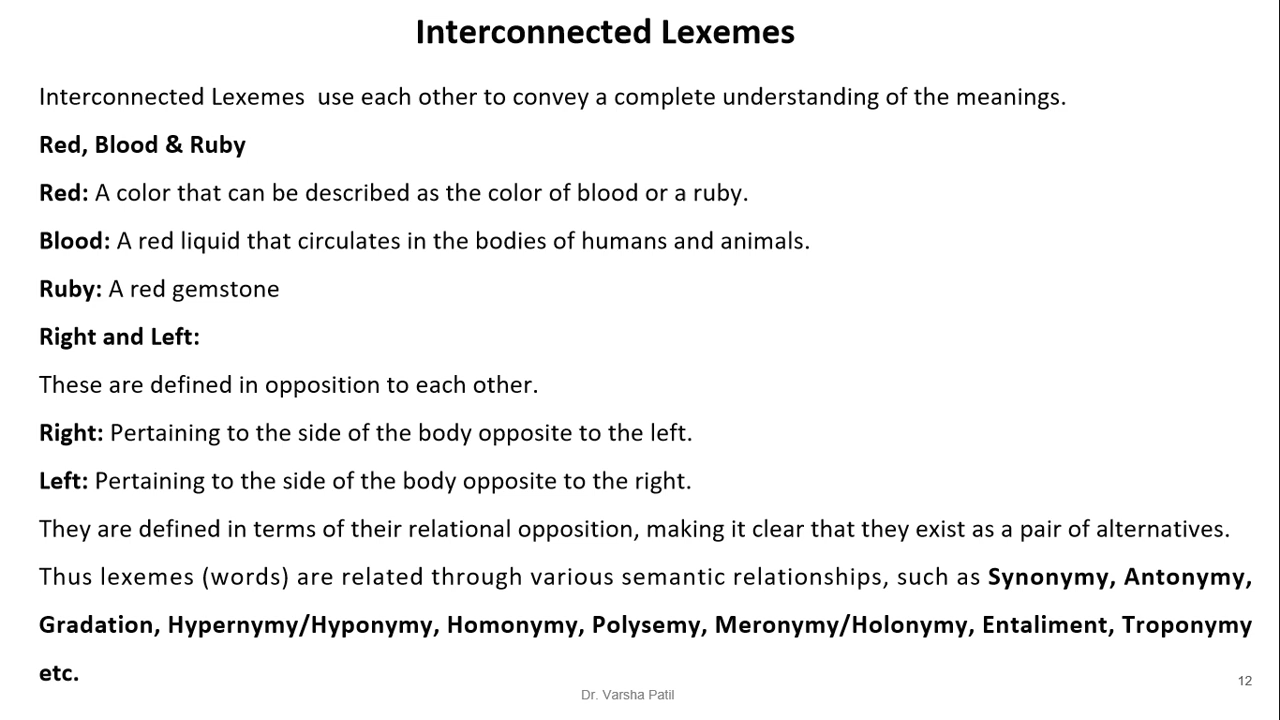 Interconnected Lexemes
Interconnected Lexemes  use each other to convey a complete understanding of the meanings.
Red, Blood & Ruby
Red: A color that can be described as the color of blood or a ruby.
Blood: A red liquid that circulates in the bodies of humans and animals.
Ruby: A red gemstone
Right and Left:
These are defined in opposition to each other.
Right: Pertaining to the side of the body opposite to the left.
Left: Pertaining to the side of the body opposite to the right.
They are defined in terms of their relational opposition, making it clear that they exist as a pair of alternatives.
Thus lexemes (words) are related through various semantic relationships, such as Synonymy, Antonymy,
Gradation, Hypernymy/Hyponymy, Homonymy, Polysemy, Meronymy/Holonymy, Entaliment, Troponymy
etc.
Dr. Varsha Patil
12